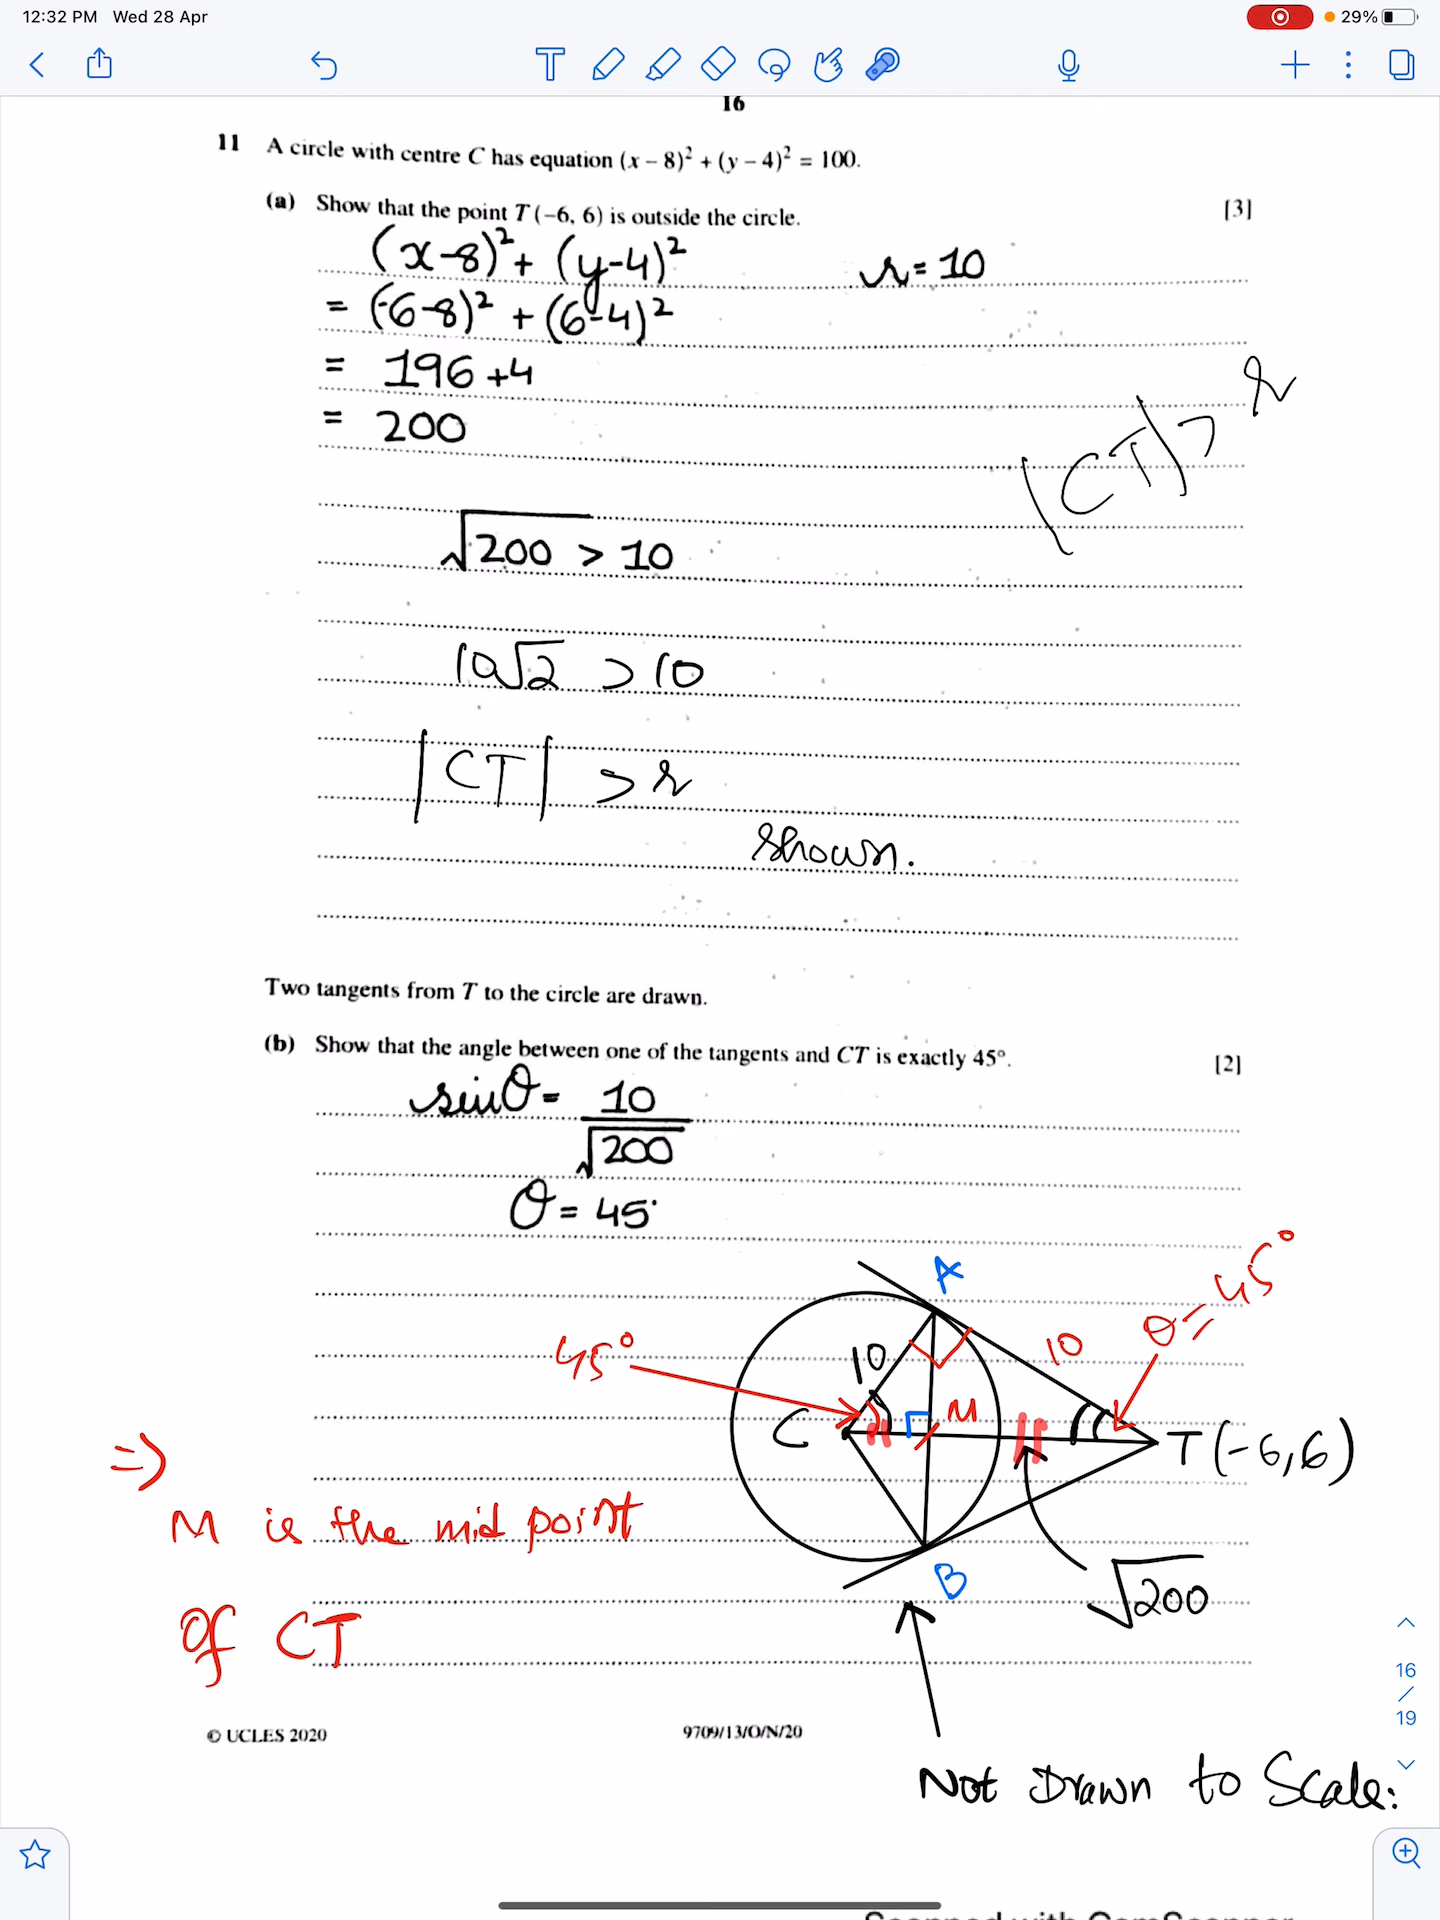 12:32 PM Wed 28 Apr
29%
16
11 A circle with centre C has equation (x – 8)² + (y – 4)² = 100.
(a) Show that the point T (–6, 6) is outside the circle. [3]
(x-8)² + (y-4)² r = 10
= (-6-8)² + (6-4)²
= 196 +4
= 200
|CT| > r
√200 > 10
10√2 > 10
|CT| > r
shown.
Two tangents from T to the circle are drawn.
(b) Show that the angle between one of the tangents and CT is exactly 45°. [2]
sinθ = 10
√200
θ = 45°
A
θ = 45°
45°
10
10
C
M
T(-6,6)
⇒
M is the mid point
of CT
B
√200
16
/
19
© UCLES 2020
9709/13/O/N/20
Not Drawn to Scale: